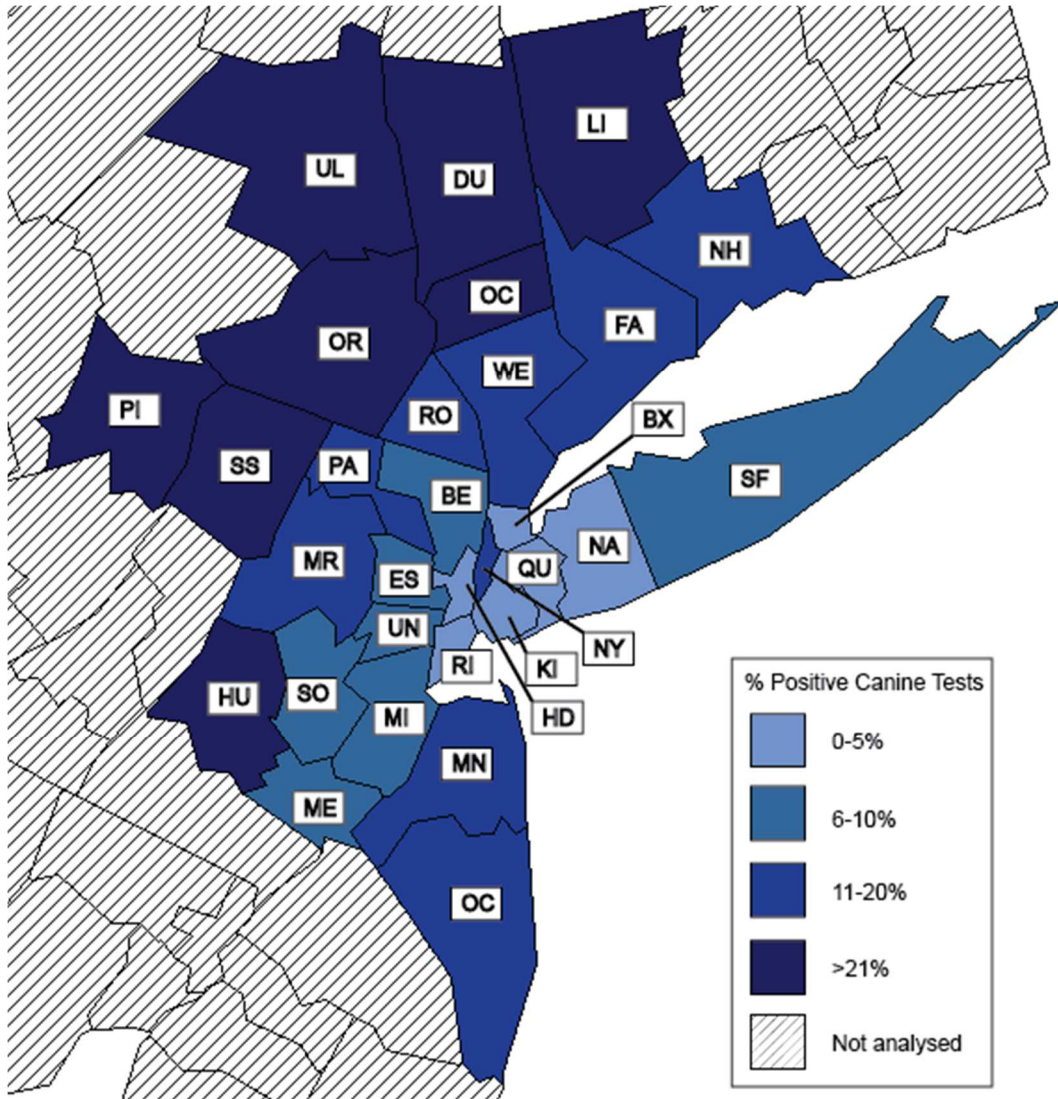 LI
UL
DU
NH
OC
FA
OR
WE
PI
RO
BX
SS
PA
BE
SF
MR
QU
NA
ES
UN
NY
RI
KI
HU
SO
MI
HD
MN
ME
OC
% Positive Canine Tests
0-5%
6-10%
11-20%
>21%
Not analysed